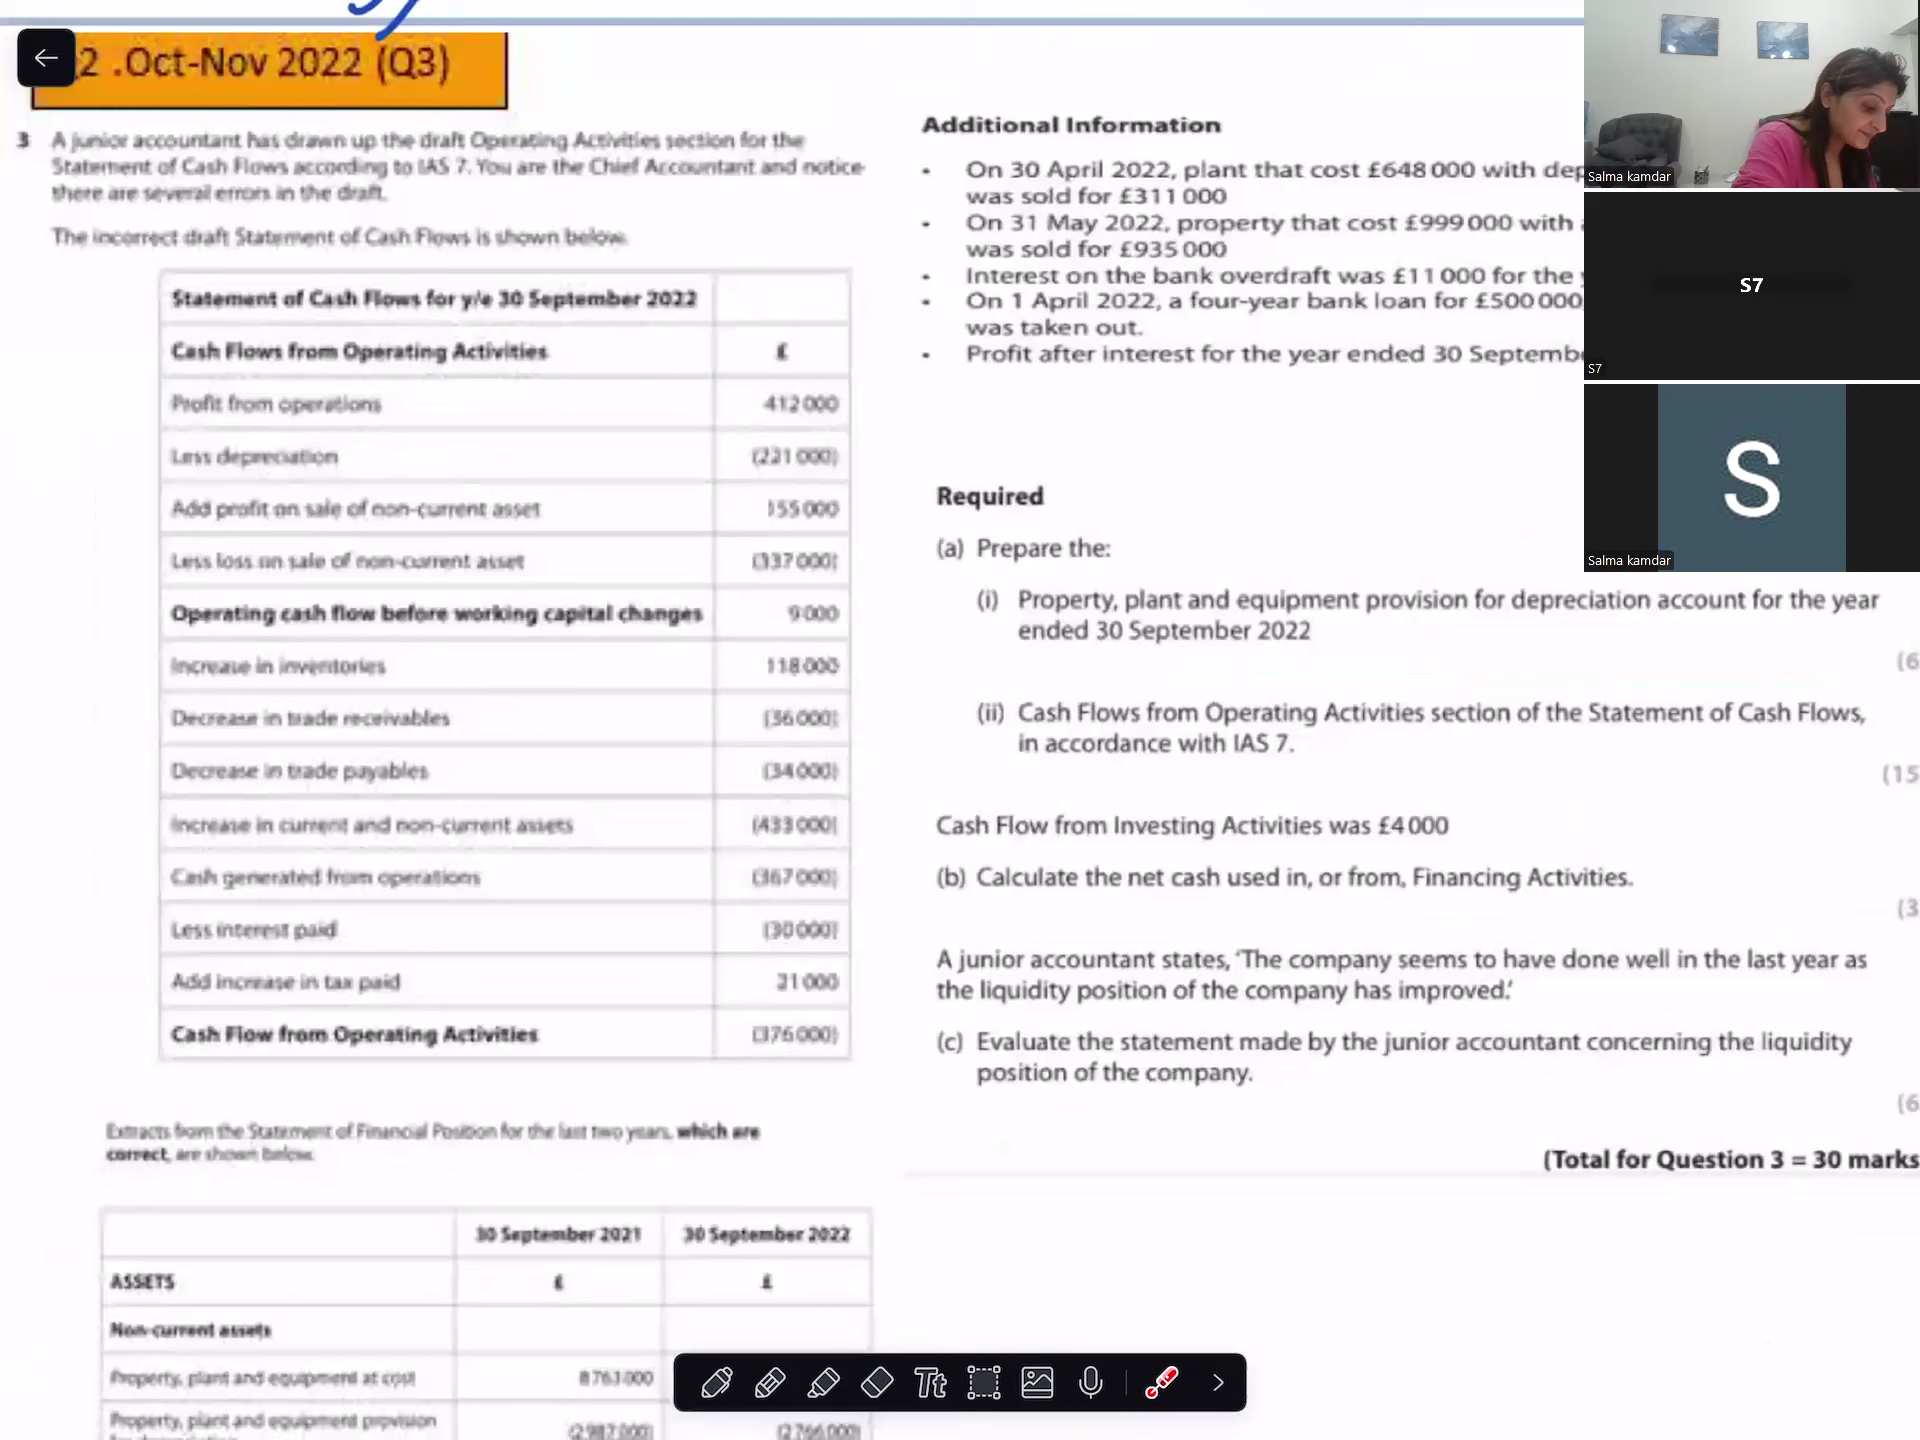 2 .Oct-Nov 2022 (Q3)
3 A junior accountant has drawn up the draft Operating Activities section for the
Statement of Cash Flows according to IAS 7. You are the Chief Accountant and notice
there are several errors in the draft.
The incorrect draft Statement of Cash Flows is shown below.
Statement of Cash Flows for y/e 30 September 2022
Cash Flows from Operating Activities £
Profit from operations 412 000
Less depreciation (221 000)
Add profit on sale of non-current asset 155 000
Less loss on sale of non-current asset (337 000)
Operating cash flow before working capital changes 9 000
Increase in inventories 118 000
Decrease in trade receivables (36 000)
Decrease in trade payables (34 000)
Increase in current and non-current assets (433 000)
Cash generated from operations (367 000)
Less interest paid (30 000)
Add increase in tax paid 21 000
Cash Flow from Operating Activities (376 000)
Extracts from the Statement of Financial Position for the last two years, which are
correct, are shown below.
30 September 2021 30 September 2022
ASSETS £ £
Non-current assets
Property, plant and equipment at cost 8 763 000
Property, plant and equipment provision
(2 987 000) (2 766 000)
Additional Information
- On 30 April 2022, plant that cost £648 000 with dep
was sold for £311 000
- On 31 May 2022, property that cost £999 000 with
was sold for £935 000
- Interest on the bank overdraft was £11 000 for the
- On 1 April 2022, a four-year bank loan for £500 000
was taken out.
- Profit after interest for the year ended 30 Septemb
Required
(a) Prepare the:
(i) Property, plant and equipment provision for depreciation account for the year
ended 30 September 2022
(6
(ii) Cash Flows from Operating Activities section of the Statement of Cash Flows,
in accordance with IAS 7.
(15
Cash Flow from Investing Activities was £4 000
(b) Calculate the net cash used in, or from, Financing Activities.
(3
A junior accountant states, ‘The company seems to have done well in the last year as
the liquidity position of the company has improved.’
(c) Evaluate the statement made by the junior accountant concerning the liquidity
position of the company.
(6
(Total for Question 3 = 30 marks
Salma kamdar
S7
S7
S
Salma kamdar
Tt